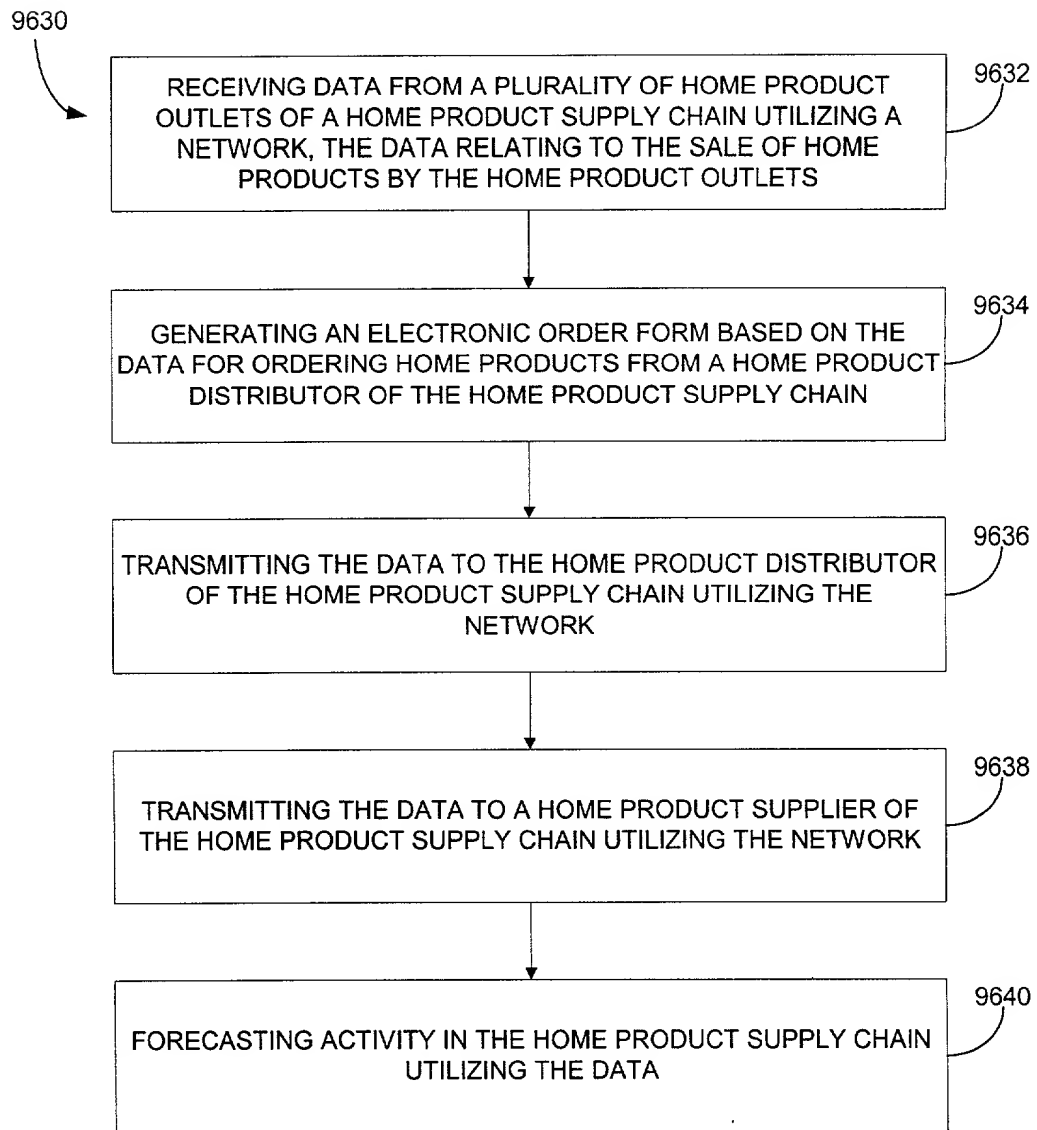 9630
RECEIVING DATA FROM A PLURALITY OF HOME PRODUCT
OUTLETS OF A HOME PRODUCT SUPPLY CHAIN UTILIZING A
NETWORK, THE DATA RELATING TO THE SALE OF HOME
PRODUCTS BY THE HOME PRODUCT OUTLETS
9632
GENERATING AN ELECTRONIC ORDER FORM BASED ON THE
DATA FOR ORDERING HOME PRODUCTS FROM A HOME PRODUCT
DISTRIBUTOR OF THE HOME PRODUCT SUPPLY CHAIN
9634
TRANSMITTING THE DATA TO THE HOME PRODUCT DISTRIBUTOR
OF THE HOME PRODUCT SUPPLY CHAIN UTILIZING THE
NETWORK
9636
TRANSMITTING THE DATA TO A HOME PRODUCT SUPPLIER OF
THE HOME PRODUCT SUPPLY CHAIN UTILIZING THE NETWORK
9638
FORECASTING ACTIVITY IN THE HOME PRODUCT SUPPLY CHAIN
UTILIZING THE DATA
9640